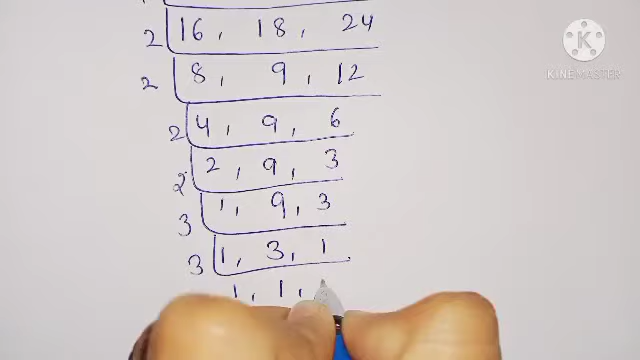 2 16, 18, 24
2 8, 9, 12
2 4, 9, 6
2 2, 9, 3
3 1, 9, 3
3 1, 3, 1
1, 1,
K
KINEMASTER